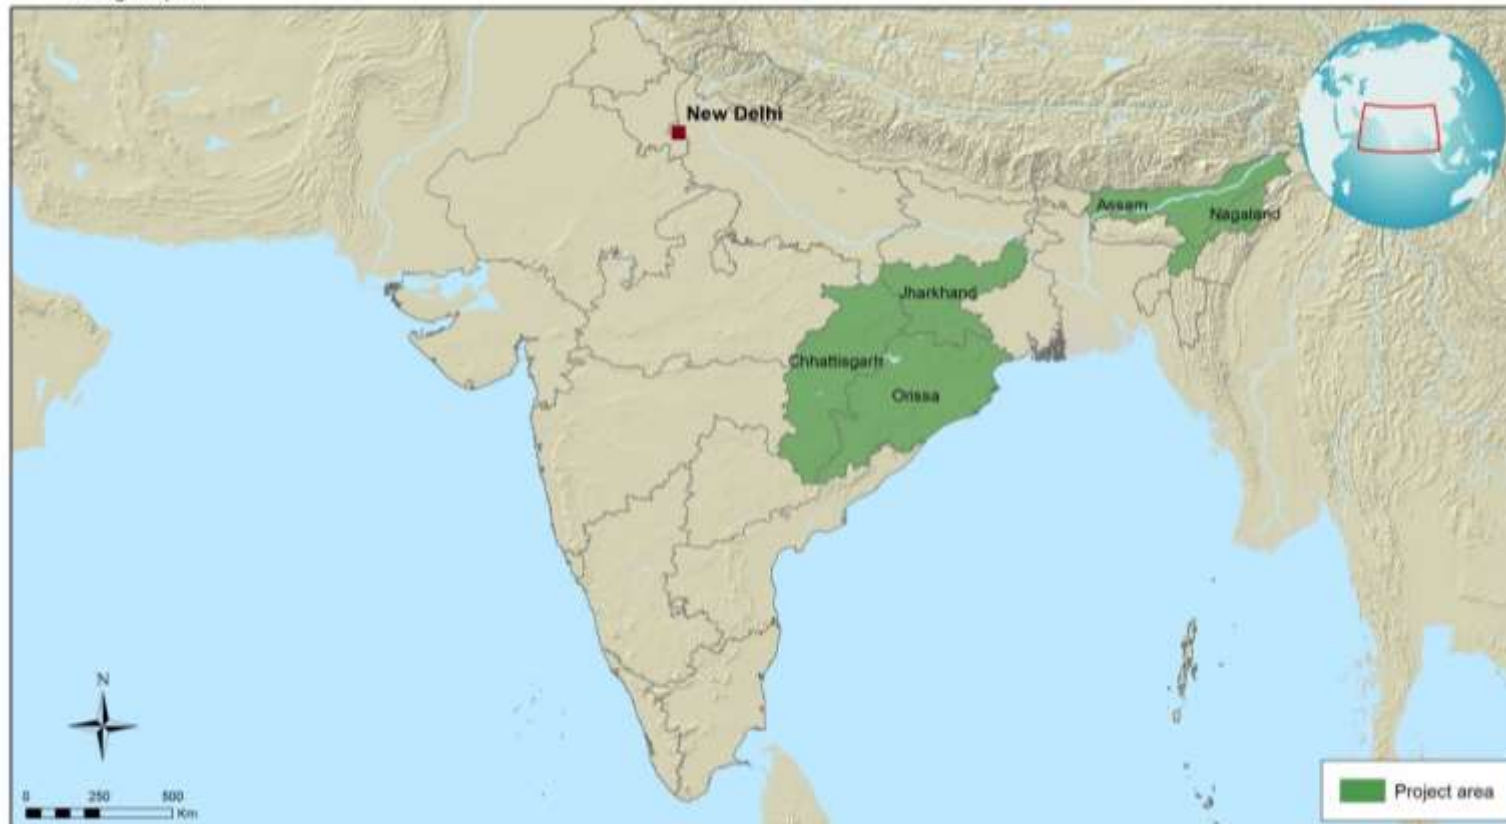 New Delhi
Assam
Nagaland
Jharkhand
Chhattisgarh
Orissa
N
0 250 500
Km
Project area